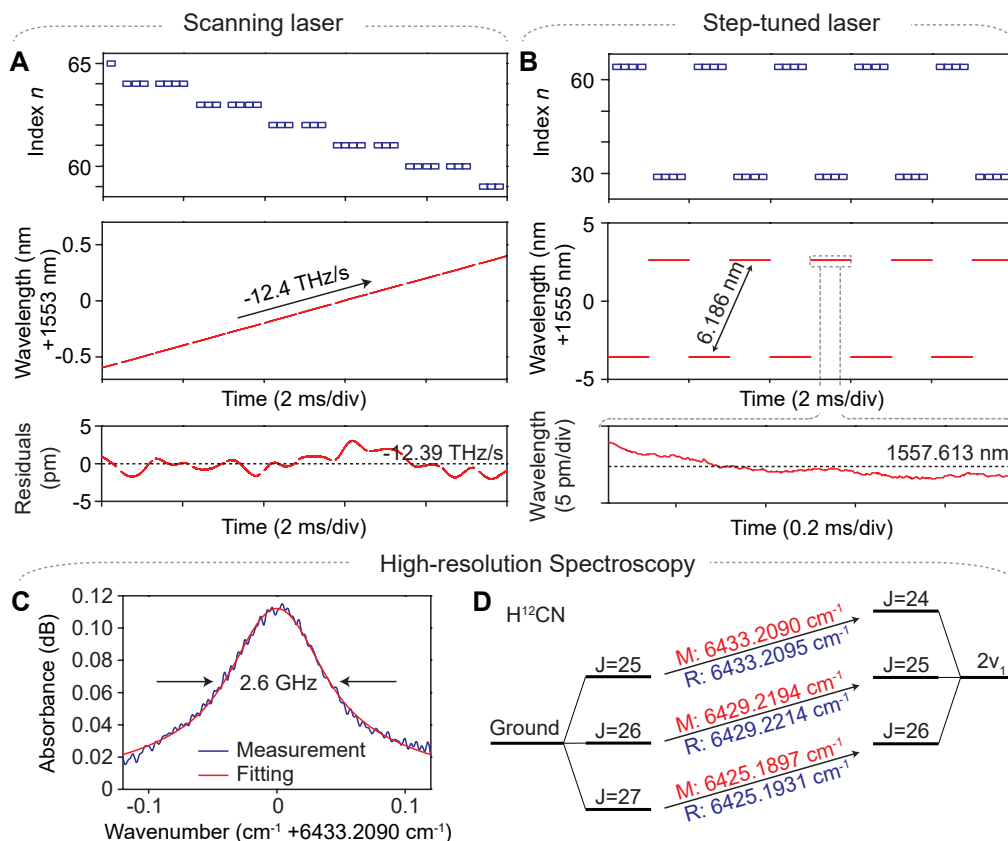 Scanning laser
Step-tuned laser
A
65
60
Index n
0.5
0
-0.5
Wavelength (nm
+1553 nm)
-12.4 THz/s
Time (2 ms/div)
5
0
-5
Residuals
(pm)
-12.39 THz/s
Time (2 ms/div)
B
60
30
Index n
5
0
-5
Wavelength (nm
+1555 nm)
6.186 nm
Time (2 ms/div)
Wavelength
(5 pm/div)
1557.613 nm
Time (0.2 ms/div)
High-resolution Spectroscopy
C
0.12
0.10
0.08
0.06
0.04
0.02
0
Absorbance (dB)
2.6 GHz
Measurement
Fitting
-0.1
0
0.1
Wavenumber (cm⁻¹ +6433.2090 cm⁻¹)
D
H¹²CN
J=24
M: 6433.2090 cm⁻¹
R: 6433.2095 cm⁻¹
J=25
J=25
2v₁
M: 6429.2194 cm⁻¹
R: 6429.2214 cm⁻¹
Ground
J=26
J=26
M: 6425.1897 cm⁻¹
R: 6425.1931 cm⁻¹
J=27